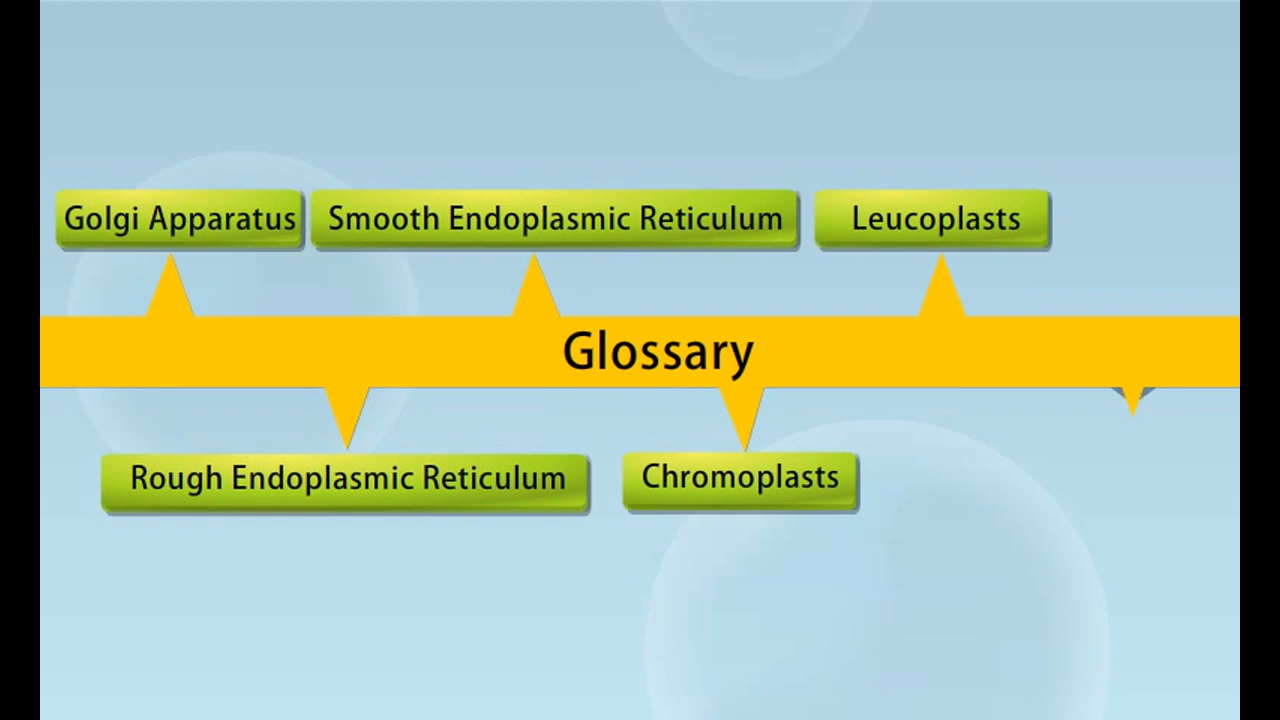 Golgi Apparatus
Smooth Endoplasmic Reticulum
Leucoplasts
Glossary
Rough Endoplasmic Reticulum
Chromoplasts